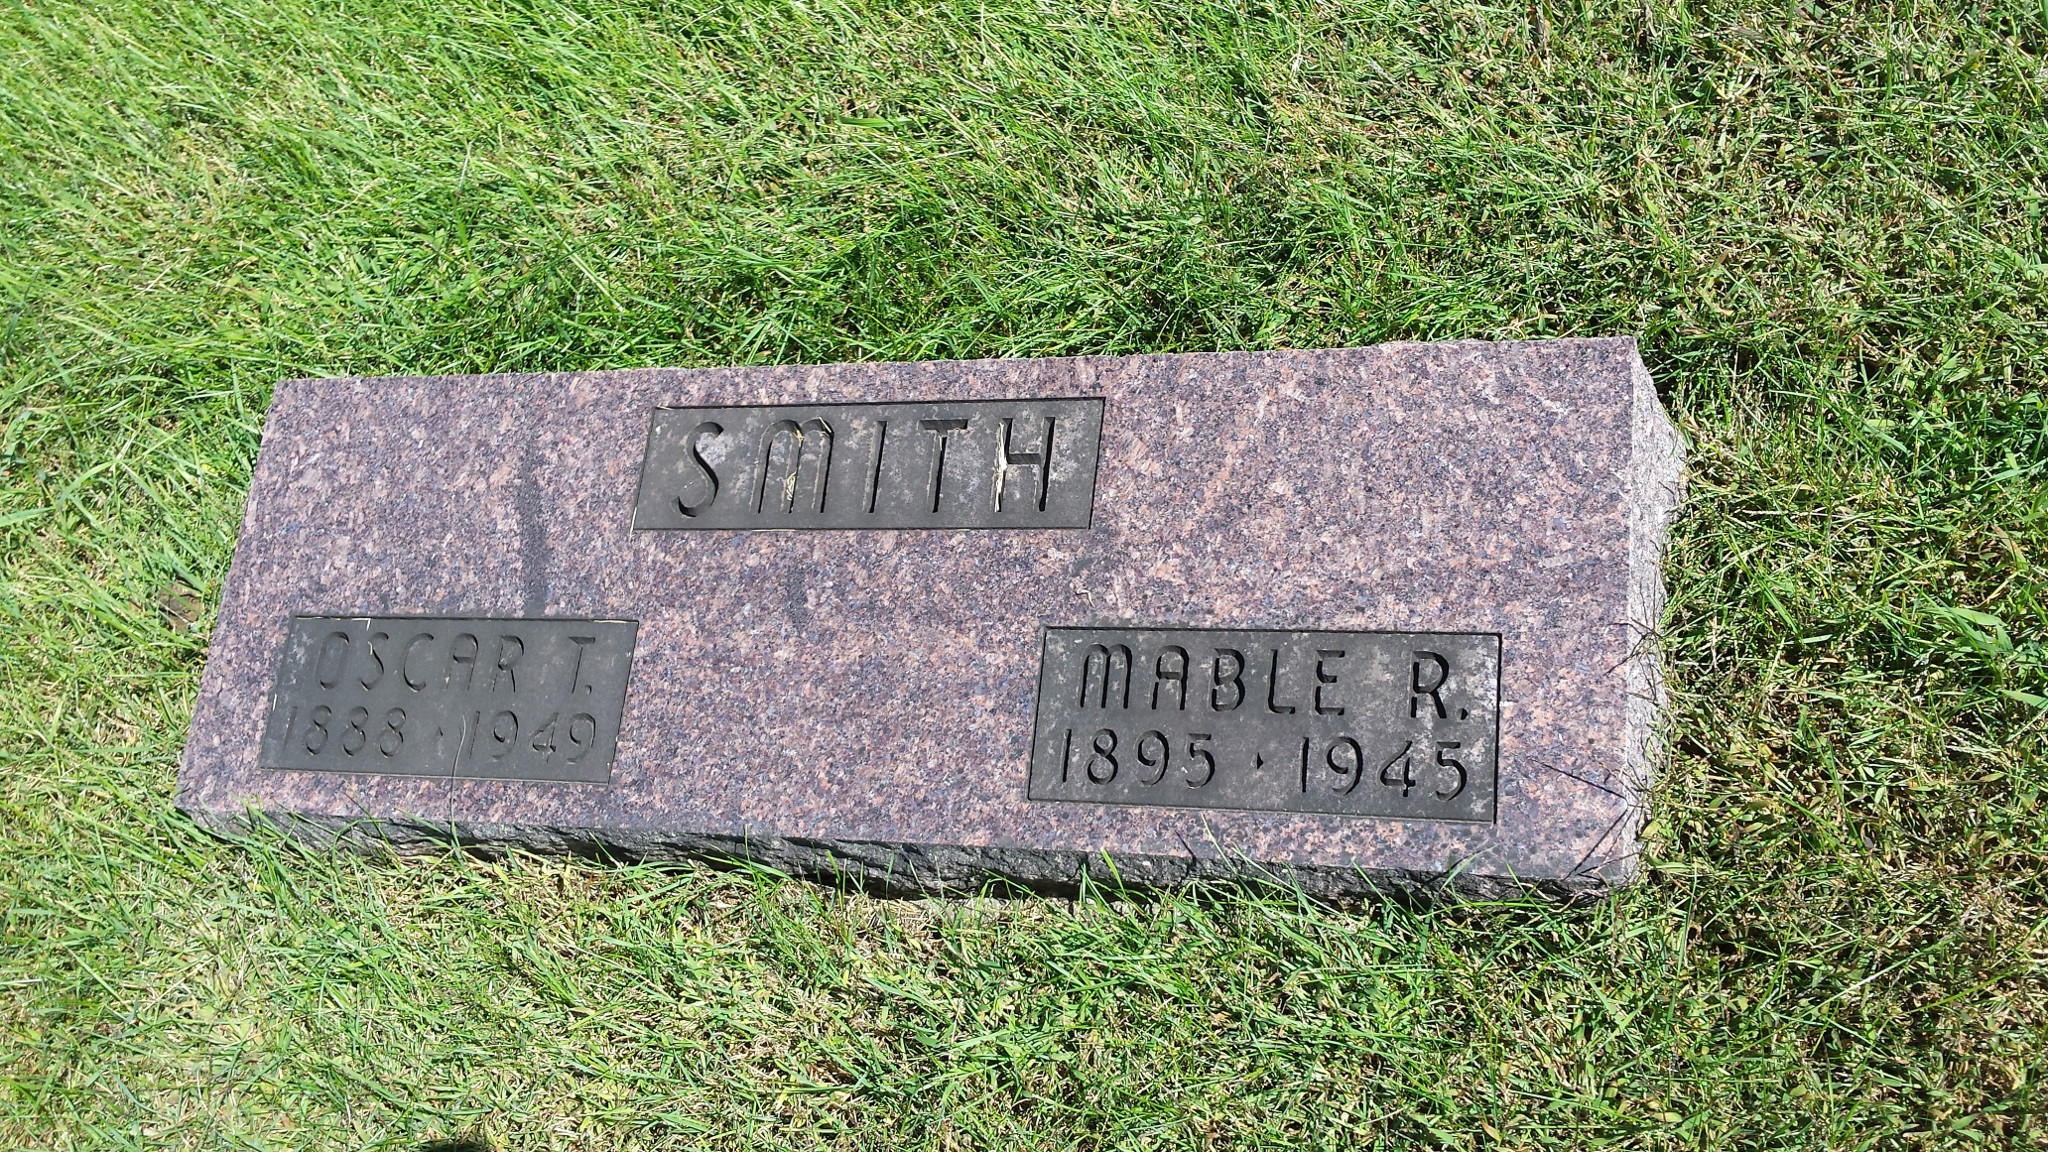 SMITH
OSCAR T.
1888 · 1949
MABLE R.
1895 · 1945